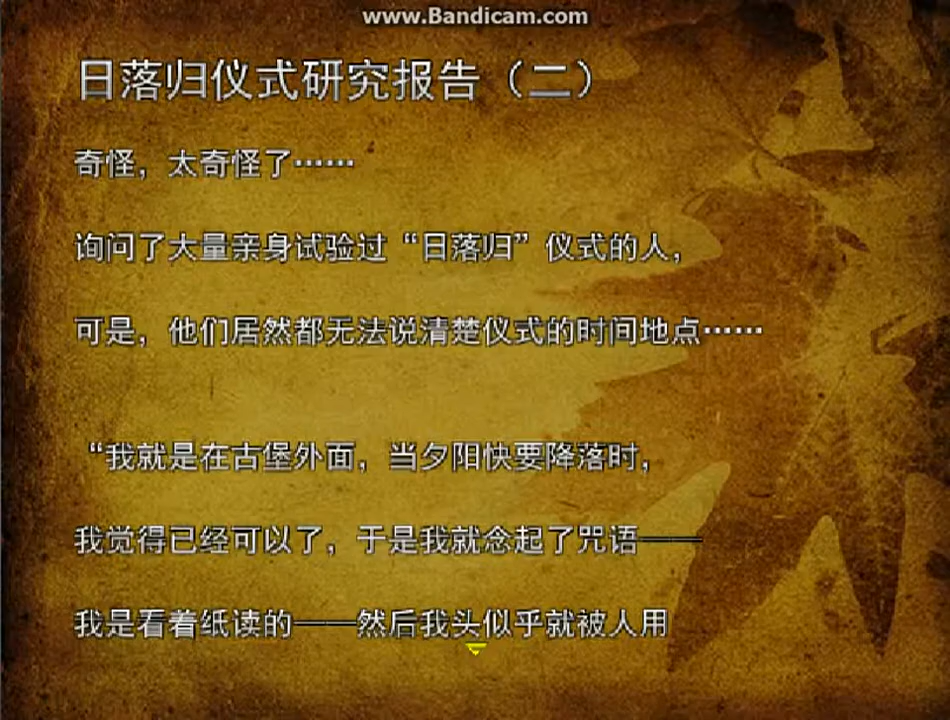 www.Bandicam.com
日落归仪式研究报告（二）
奇怪，太奇怪了……
询问了大量亲身试验过“日落归”仪式的人，
可是，他们居然都无法说清楚仪式的时间地点……
“我就是在古堡外面，当夕阳快要降落时，
我觉得已经可以了，于是我就念起了咒语——
我是看着纸读的——然后我头似乎就被人用